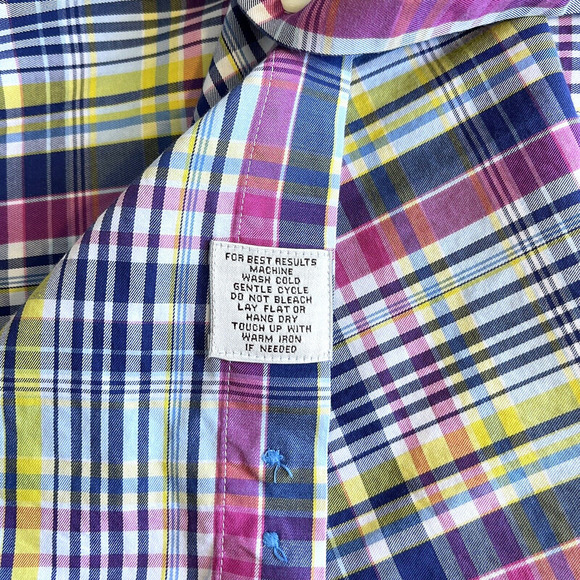 FOR BEST RESULTS
MACHINE
WASH COLD
GENTLE CYCLE
DO NOT BLEACH
LAY FLAT OR
HANG DRY
TOUCH UP WITH
WARM IRON
IF NEEDED